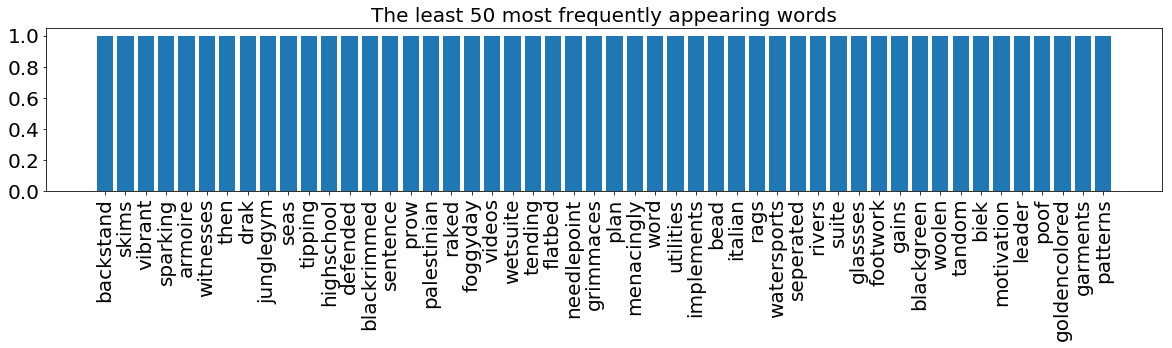 The least 50 most frequently appearing words
1.0
0.8
0.6
0.4
0.2
0.0
backstand
skims
vibrant
sparking
armoire
witnesses
then
drak
junglegym
seas
tipping
highschool
defended
blackrimmed
sentence
prow
palestinian
raked
foggyday
videos
wetsuite
tending
flatbed
needlepoint
grimmaces
plan
menacingly
word
utilities
implements
bead
italian
rags
watersports
seperated
rivers
suite
glassses
footwork
gains
blackgreen
woolen
tandom
biek
motivation
leader
poof
goldencolored
garments
patterns